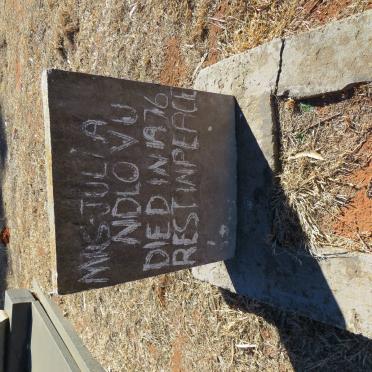 MRS. JULIA
NDLOVU
DIED IN 1976
REST IN PEACE